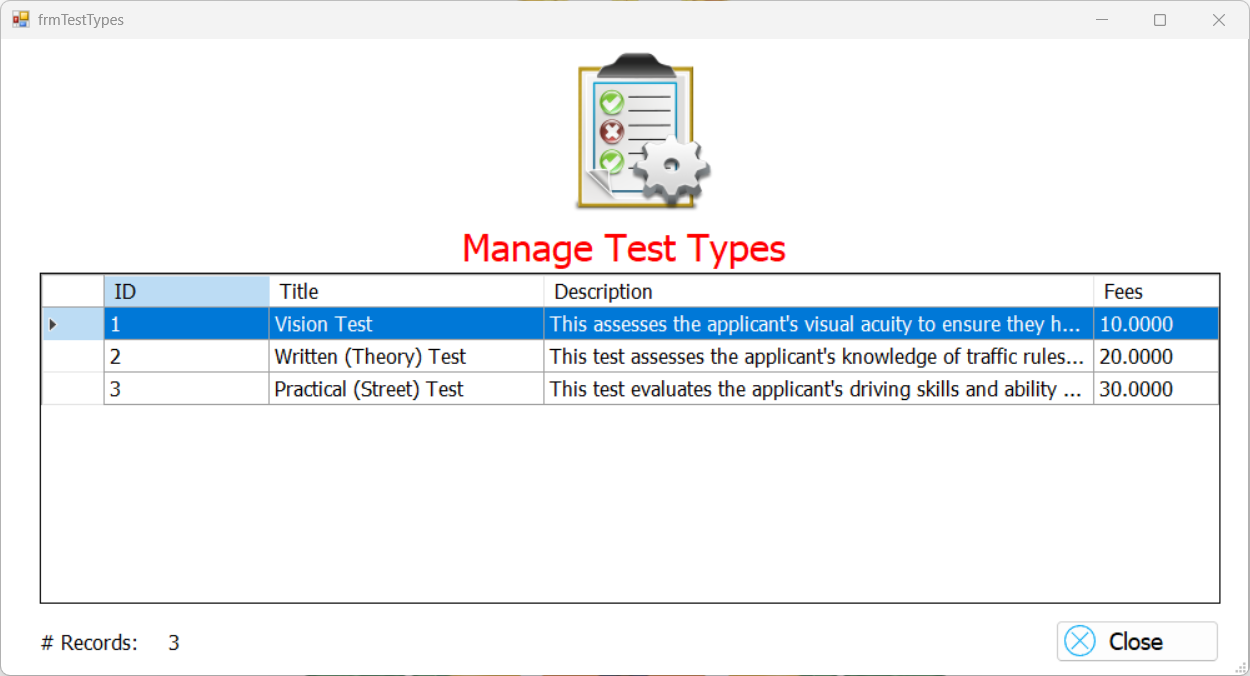 frmTestTypes
Manage Test Types
ID Title Description Fees
1 Vision Test This assesses the applicant's visual acuity to ensure they h... 10.0000
2 Written (Theory) Test This test assesses the applicant's knowledge of traffic rules... 20.0000
3 Practical (Street) Test This test evaluates the applicant's driving skills and ability ... 30.0000
# Records: 3
Close